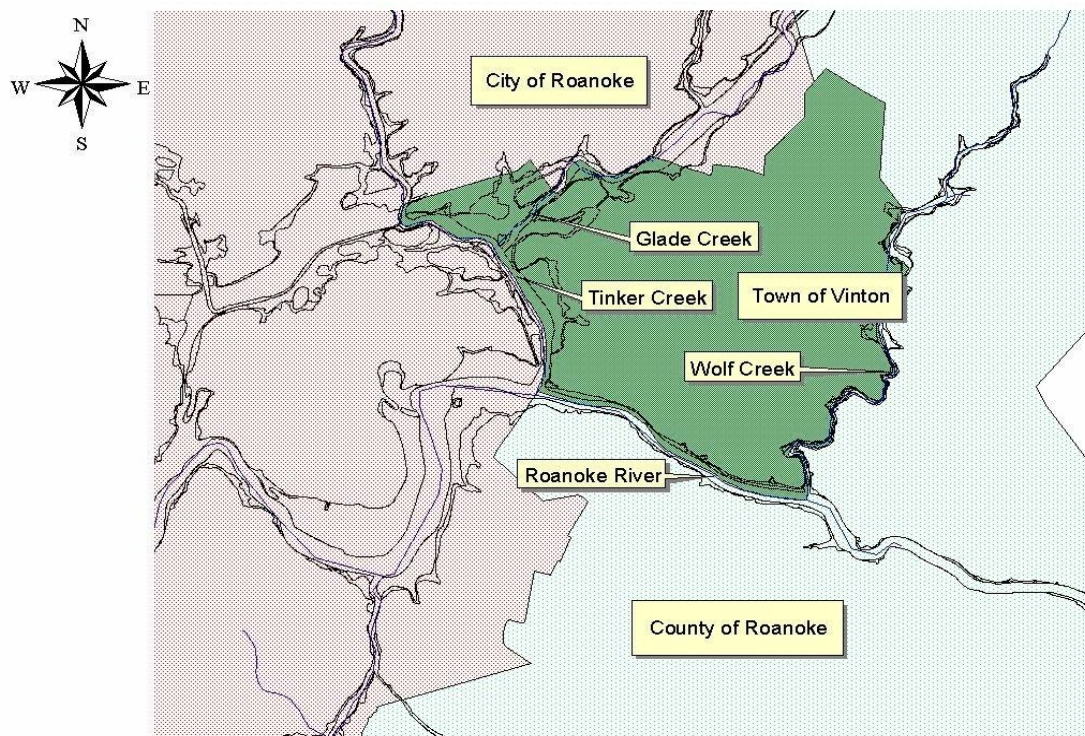 N
W E
S
City of Roanoke
Glade Creek
Tinker Creek
Town of Vinton
Wolf Creek
Roanoke River
County of Roanoke